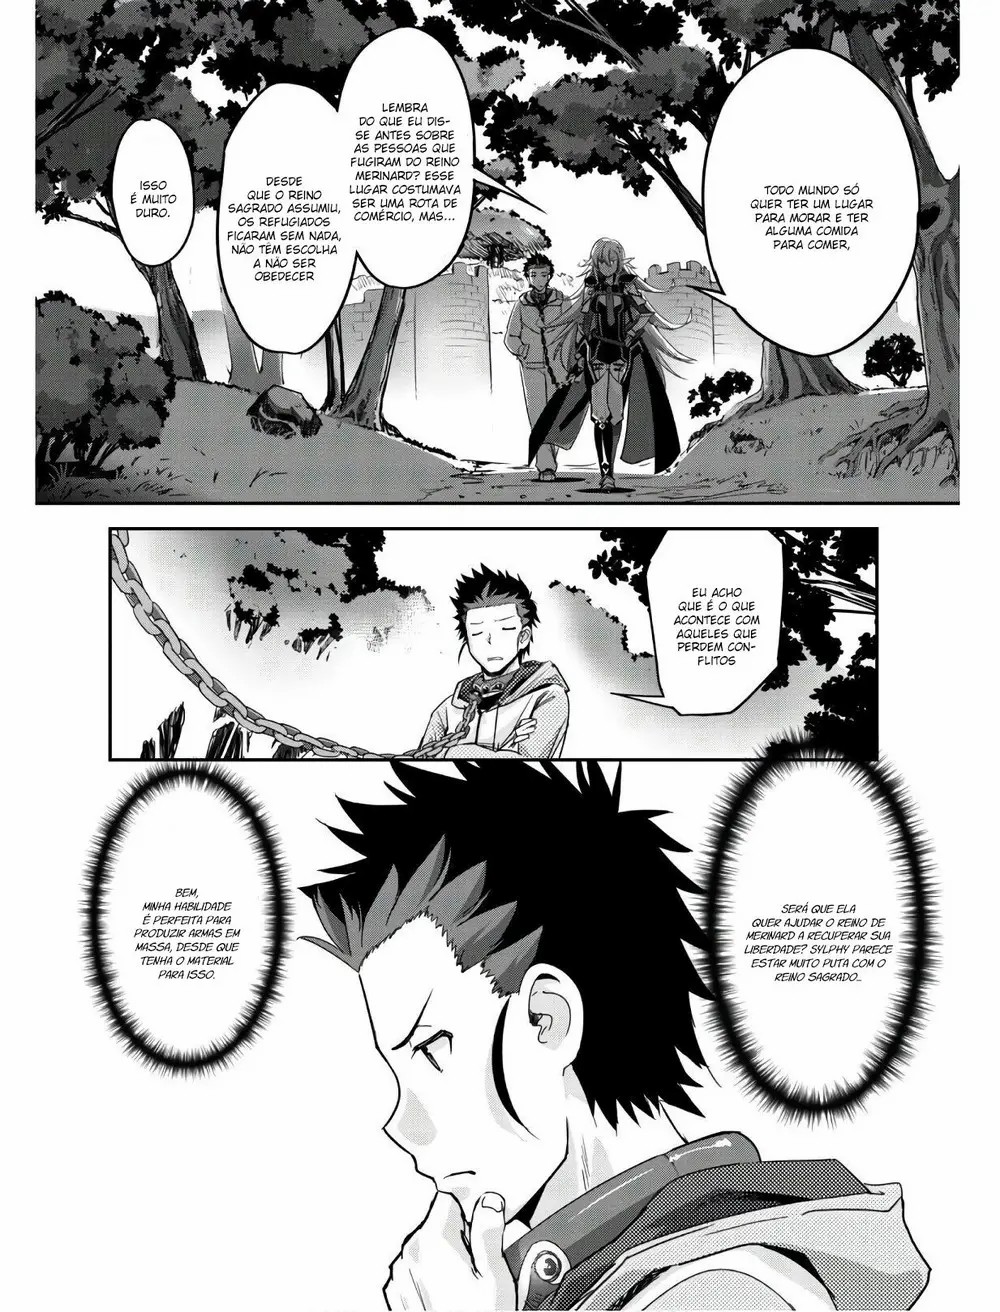 TODO MUNDO SÓ
QUER TER UM LUGAR
PARA MORAR E TER
ALGUMA COMIDA
PARA COMER,
LEMBRA
DO QUE EU DIS-
SE ANTES SOBRE
AS PESSOAS QUE
FUGIRAM DO REINO
MERINARD? ESSE
LUGAR COSTUMAVA
SER UMA ROTA DE
COMÉRCIO, MAS...
DESDE
QUE O REINO
SAGRADO ASSUMIU,
OS REFUGIADOS
FICARAM SEM NADA,
NÃO TÊM ESCOLHA
A NÃO SER
OBEDECER
ISSO
É MUITO
DURO.
EU ACHO
QUE É O QUE
ACONTECE COM
AQUELES QUE
PERDEM CON-
FLITOS
SERÁ QUE ELA
QUER AJUDAR O REINO DE
MERINARD A RECUPERAR SUA
LIBERDADE? SYLPHY PARECE
ESTAR MUITO PUTA COM O
REINO SAGRADO...
BEM,
MINHA HABILIDADE
É PERFEITA PARA
PRODUZIR ARMAS EM
MASSA, DESDE QUE
TENHA O MATERIAL
PARA ISSO.